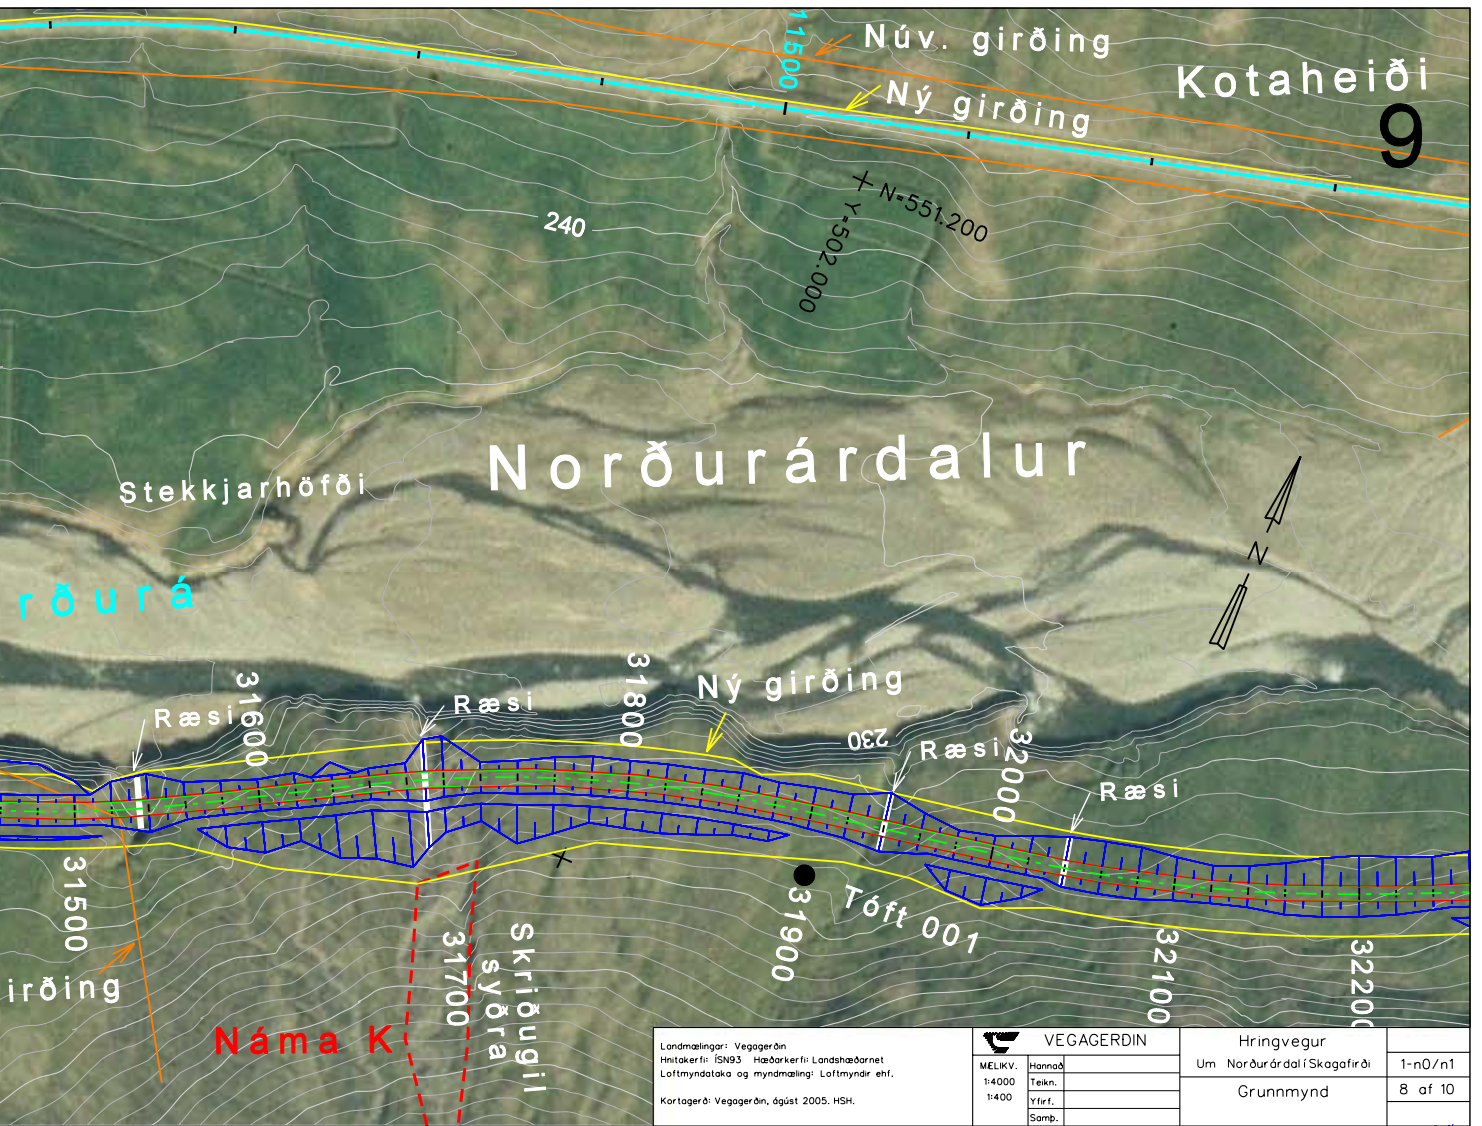 11500
Núv. girðing
Ný girðing
Kotaheiði
9
240
N=551.200
Y=502.000
Norðurárdalur
Stekkjarhöfði
rðurá
N
31600
Ræsi
Ræsi
31800
Ný girðing
230
Ræsi
32000
Ræsi
31500
irðing
31700
Skriðugil
syðra
31900
Tóft 001
32100
32200
Náma K
Landmælingar: Vegagerðin
Hnitakerfi: ÍSN93 Hæðarkerfi: Landshæðarnet
Loftmyndataka og myndmæling: Loftmyndir ehf.
Kortagerð: Vegagerðin, ágúst 2005. HSH.
VEGAGERÐIN
MÆLIKV.
1:4000
1:400
Hannað
Teikn.
Yfirf.
Samþ.
Hringvegur
Um Norðurárdal í Skagafirði
Grunnmynd
1-n0/n1
8 af 10